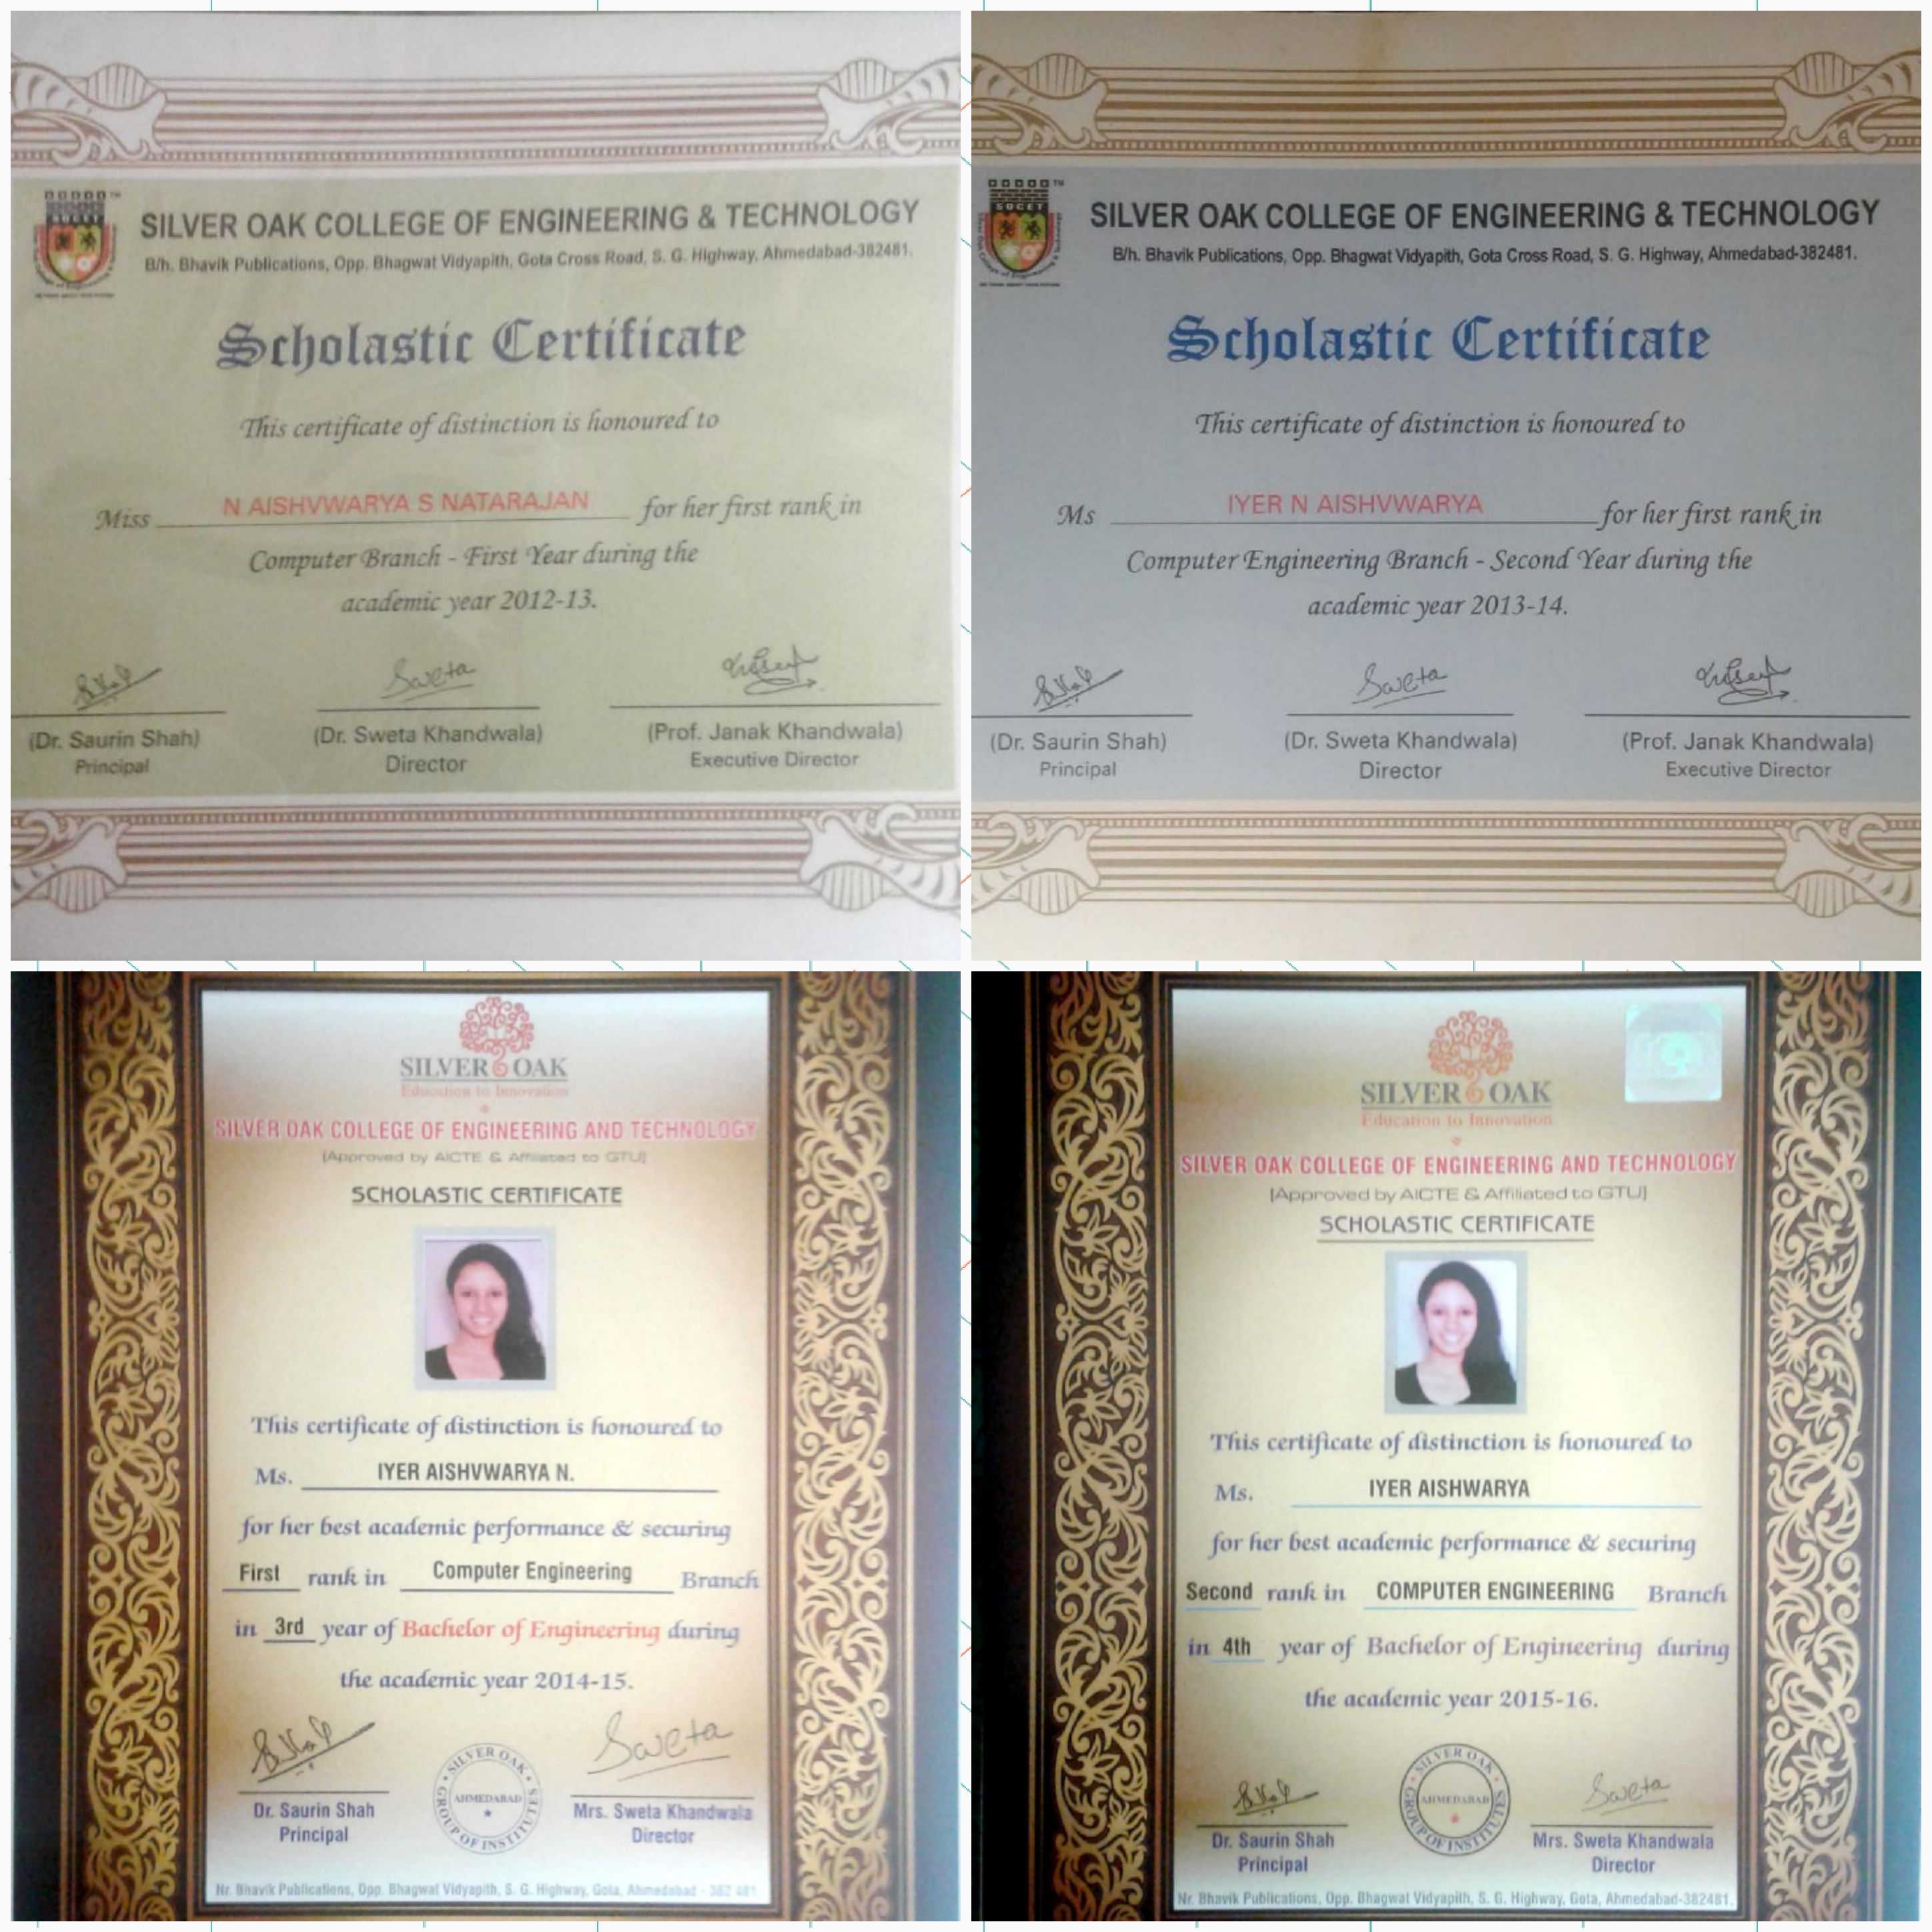 SOCET
SILVER OAK COLLEGE OF ENGINEERING & TECHNOLOGY
B/h. Bhavik Publications, Opp. Bhagwat Vidyapith, Gota Cross Road, S. G. Highway, Ahmedabad-382481.
Scholastic Certificate
This certificate of distinction is honoured to
Miss N AISHVWARYA S NATARAJAN for her first rank in
Computer Branch - First Year during the
academic year 2012-13.
Sweta
(Dr. Saurin Shah) (Dr. Sweta Khandwala) (Prof. Janak Khandwala)
Principal Director Executive Director
TM
SOCET
SILVER OAK COLLEGE OF ENGINEERING & TECHNOLOGY
B/h. Bhavik Publications, Opp. Bhagwat Vidyapith, Gota Cross Road, S. G. Highway, Ahmedabad-382481.
Scholastic Certificate
This certificate of distinction is honoured to
Ms IYER N AISHVWARYA for her first rank in
Computer Engineering Branch - Second Year during the
academic year 2013-14.
Sweta
(Dr. Saurin Shah) (Dr. Sweta Khandwala) (Prof. Janak Khandwala)
Principal Director Executive Director
SILVER OAK
Education to Innovation
SILVER OAK COLLEGE OF ENGINEERING AND TECHNOLOGY
(Approved by AICTE & Affiliated to GTU)
SCHOLASTIC CERTIFICATE
This certificate of distinction is honoured to
Ms. IYER AISHVWARYA N.
for her best academic performance & securing
First rank in Computer Engineering Branch
in 3rd year of Bachelor of Engineering during
the academic year 2014-15.
Sweta
SILVER OAK GROUP OF INSTITUTES
AHMEDABAD
Dr. Saurin Shah Mrs. Sweta Khandwala
Principal Director
Nr. Bhavik Publications, Opp. Bhagwat Vidyapith, S. G. Highway, Gota, Ahmedabad - 382 481
SILVER OAK
Education to Innovation
SILVER OAK COLLEGE OF ENGINEERING AND TECHNOLOGY
(Approved by AICTE & Affiliated to GTU)
SCHOLASTIC CERTIFICATE
This certificate of distinction is honoured to
Ms. IYER AISHWARYA
for her best academic performance & securing
Second rank in COMPUTER ENGINEERING Branch
in 4th year of Bachelor of Engineering during
the academic year 2015-16.
Sweta
SILVER OAK GROUP OF INSTITUTES
AHMEDABAD
Dr. Saurin Shah Mrs. Sweta Khandwala
Principal Director
Nr. Bhavik Publications, Opp. Bhagwat Vidyapith, S. G. Highway, Gota, Ahmedabad-382481.